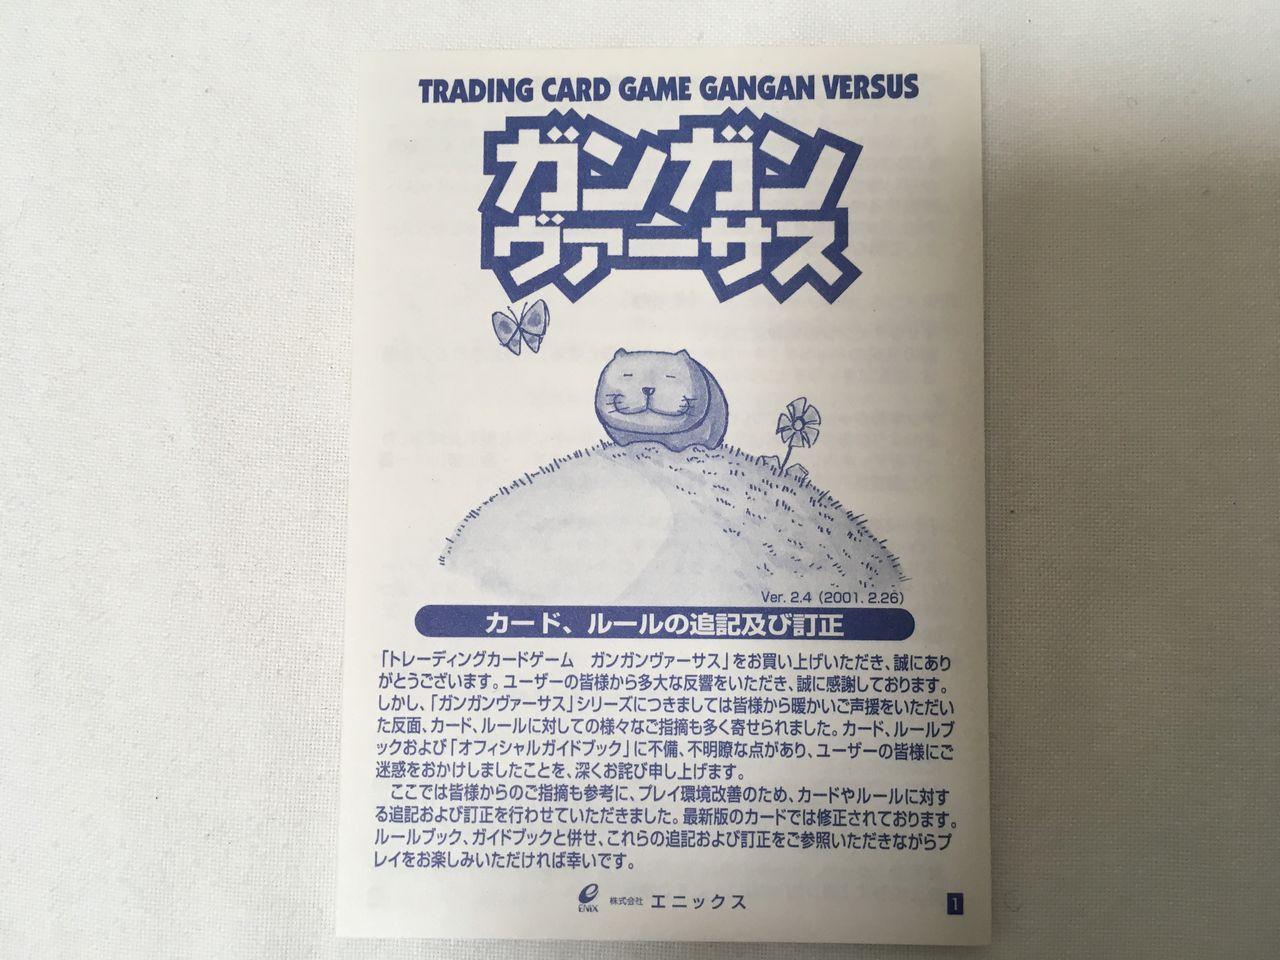 TRADING CARD GAME GANGAN VERSUS
ガンガン
ヴァーサス
Ver. 2.4 (2001. 2.26)
カード、ルールの追記及び訂正
「トレーディングカードゲーム　ガンガンヴァーサス」をお買い上げいただき、誠にあり
がとうございます。ユーザーの皆様から多大な反響をいただき、誠に感謝しております。
しかし、「ガンガンヴァーサス」シリーズにつきましては皆様から暖かいご声援をいただい
た反面、カード、ルールに対しての様々なご指摘も多く寄せられました。カード、ルールブ
ックおよび「オフィシャルガイドブック」に不備、不明瞭な点があり、ユーザーの皆様にご
迷惑をおかけしましたことを、深くお詫び申し上げます。
　ここでは皆様からのご指摘も参考に、プレイ環境改善のため、カードやルールに対す
る追記および訂正を行わせていただきました。最新版のカードでは修正されております。
ルールブック、ガイドブックと併せ、これらの追記および訂正をご参照いただきながらプ
レイをお楽しみいただければ幸いです。
ENIX 株式会社 エニックス
1